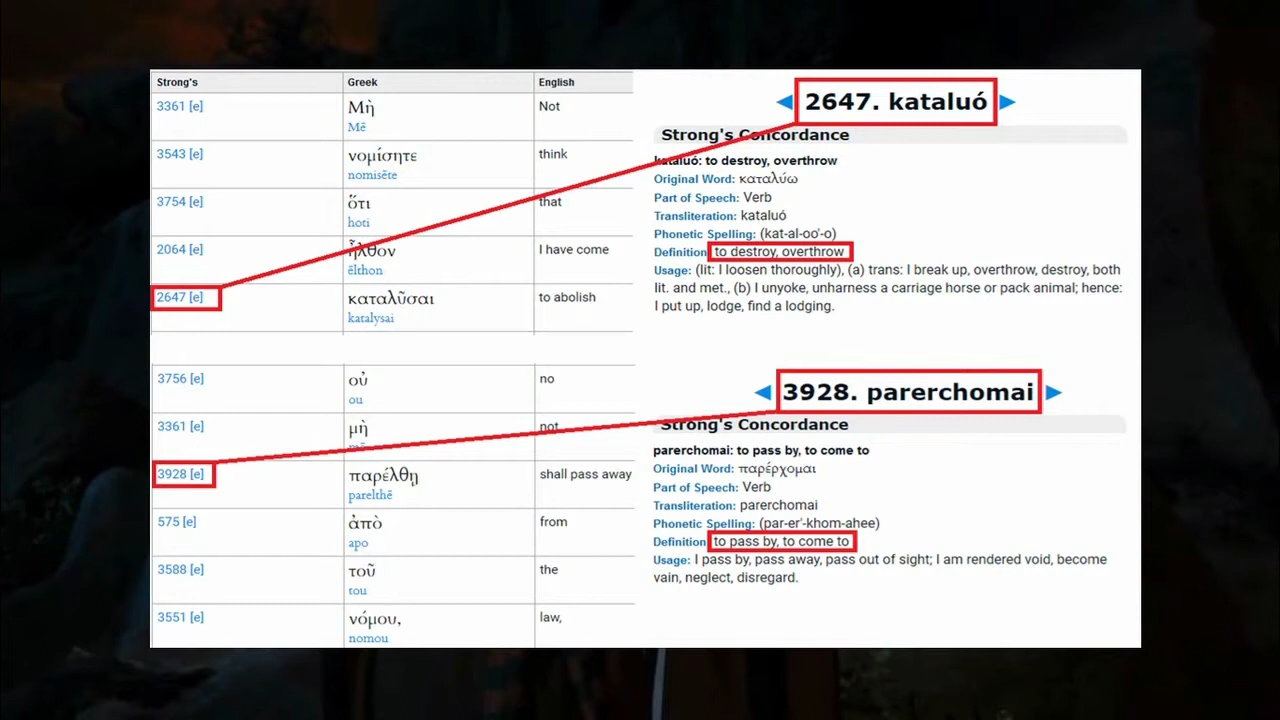 Strong's Greek English
3361 [e] Μὴ Not
Mē
3543 [e] νομίσητε think
nomisēte
3754 [e] ὅτι that
hoti
2064 [e] ἦλθον I have come
ēlthon
2647 [e] καταλῦσαι to abolish
katalysai
2647. kataluó
Strong's Concordance
kataluó: to destroy, overthrow
Original Word: καταλύω
Part of Speech: Verb
Transliteration: kataluó
Phonetic Spelling: (kat-al-oo'-o)
Definition: to destroy, overthrow
Usage: (lit: I loosen thoroughly), (a) trans: I break up, overthrow, destroy, both
lit. and met., (b) I unyoke, unharness a carriage horse or pack animal; hence:
I put up, lodge, find a lodging.
3756 [e] οὐ no
ou
3361 [e] μὴ not
mē
3928 [e] παρέλθῃ shall pass away
parelthē
575 [e] ἀπὸ from
apo
3588 [e] τοῦ the
tou
3551 [e] νόμου, law,
nomou
3928. parerchomai
Strong's Concordance
parerchomai: to pass by, to come to
Original Word: παρέρχομαι
Part of Speech: Verb
Transliteration: parerchomai
Phonetic Spelling: (par-er'-khom-ahee)
Definition: to pass by, to come to
Usage: I pass by, pass away, pass out of sight; I am rendered void, become
vain, neglect, disregard.